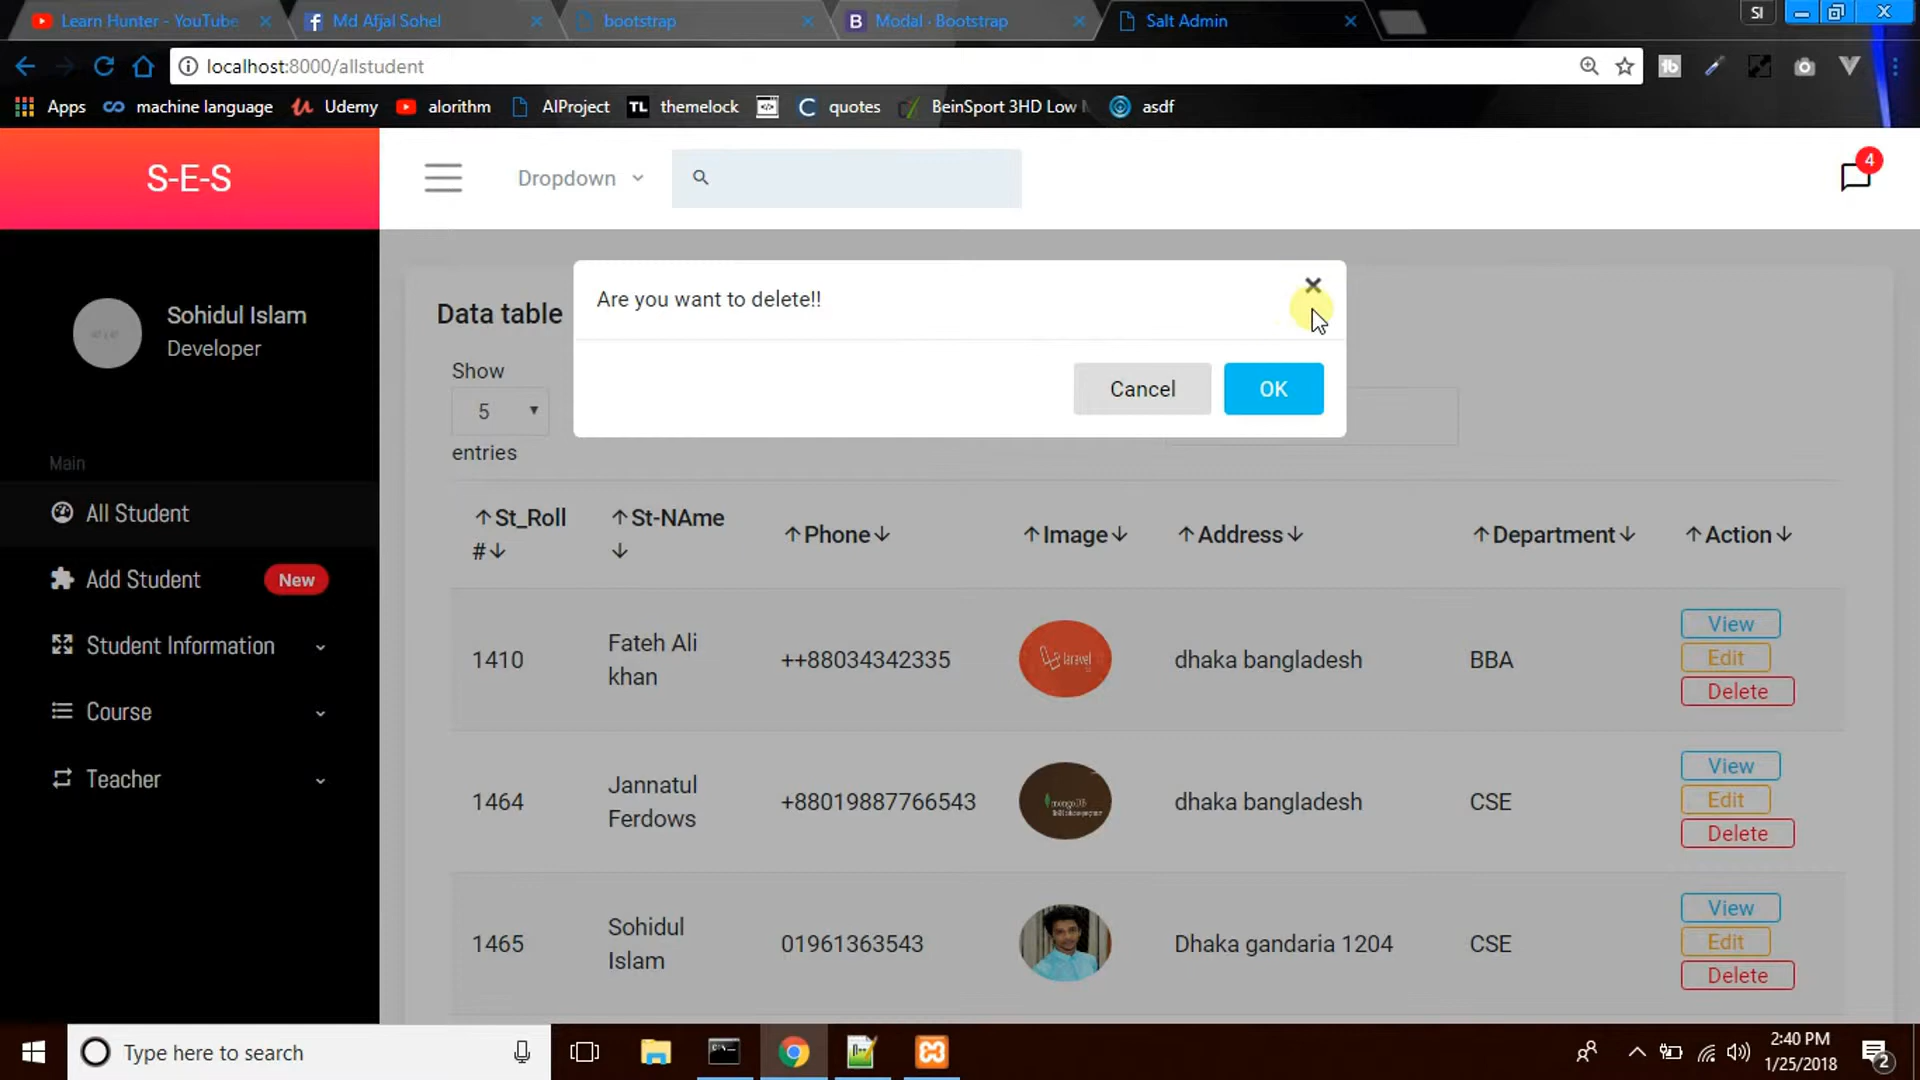 Learn Hunter - YouTube
Md Afjal Sohel
bootstrap
Modal · Bootstrap
Salt Admin
SI
localhost:8000/allstudent
Apps
machine language
Udemy
alorithm
AIProject
TL
themelock
quotes
BeinSport 3HD Low
asdf
S-E-S
Dropdown
4
Sohidul Islam
Developer
Main
All Student
Add Student
New
Student Information
Course
Teacher
Data table
Are you want to delete!!
Cancel
OK
Show
5
entries
↑St_Roll #↓
↑St-NAme ↓
↑Phone↓
↑Image↓
↑Address↓
↑Department↓
↑Action↓
1410
Fateh Ali khan
++88034342335
laravel
dhaka bangladesh
BBA
View
Edit
Delete
1464
Jannatul Ferdows
+88019887766543
mongoDB
dhaka bangladesh
CSE
View
Edit
Delete
1465
Sohidul Islam
01961363543
Dhaka gandaria 1204
CSE
View
Edit
Delete
Type here to search
2:40 PM
1/25/2018
2